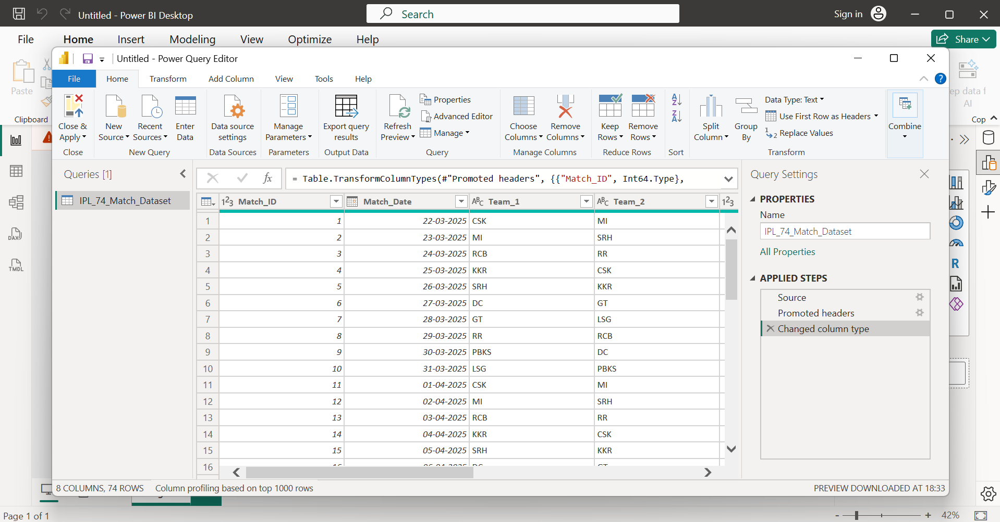 Untitled - Power BI Desktop
Search
Sign in
File Home Insert Modeling View Optimize Help
Share
Paste
Clipboard
Untitled - Power Query Editor
File Home Transform Add Column View Tools Help
Close & Apply
Close
New Source
Recent Sources
Enter Data
New Query
Data source settings
Data Sources
Manage Parameters
Parameters
Export query results
Output Data
Refresh Preview
Properties
Advanced Editor
Manage
Query
Choose Columns
Remove Columns
Manage Columns
Keep Rows
Remove Rows
Reduce Rows
Sort
Split Column
Group By
Data Type: Text
Use First Row as Headers
Replace Values
Transform
Combine
AI
Cop
Queries [1]
IPL_74_Match_Dataset
fx
= Table.TransformColumnTypes(#"Promoted headers", {{"Match_ID", Int64.Type},
Match_ID Match_Date Team_1 Team_2
1 1 22-03-2025 CSK MI
2 2 23-03-2025 MI SRH
3 3 24-03-2025 RCB RR
4 4 25-03-2025 KKR CSK
5 5 26-03-2025 SRH KKR
6 6 27-03-2025 DC GT
7 7 28-03-2025 GT LSG
8 8 29-03-2025 RR RCB
9 9 30-03-2025 PBKS DC
10 10 31-03-2025 LSG PBKS
11 11 01-04-2025 CSK MI
12 12 02-04-2025 MI SRH
13 13 03-04-2025 RCB RR
14 14 04-04-2025 KKR CSK
15 15 05-04-2025 SRH KKR
16
8 COLUMNS, 74 ROWS Column profiling based on top 1000 rows
PREVIEW DOWNLOADED AT 18:33
Query Settings
PROPERTIES
Name
IPL_74_Match_Dataset
All Properties
APPLIED STEPS
Source
Promoted headers
Changed column type
DAX
TMDL
R
Page 1 of 1
- + 42%